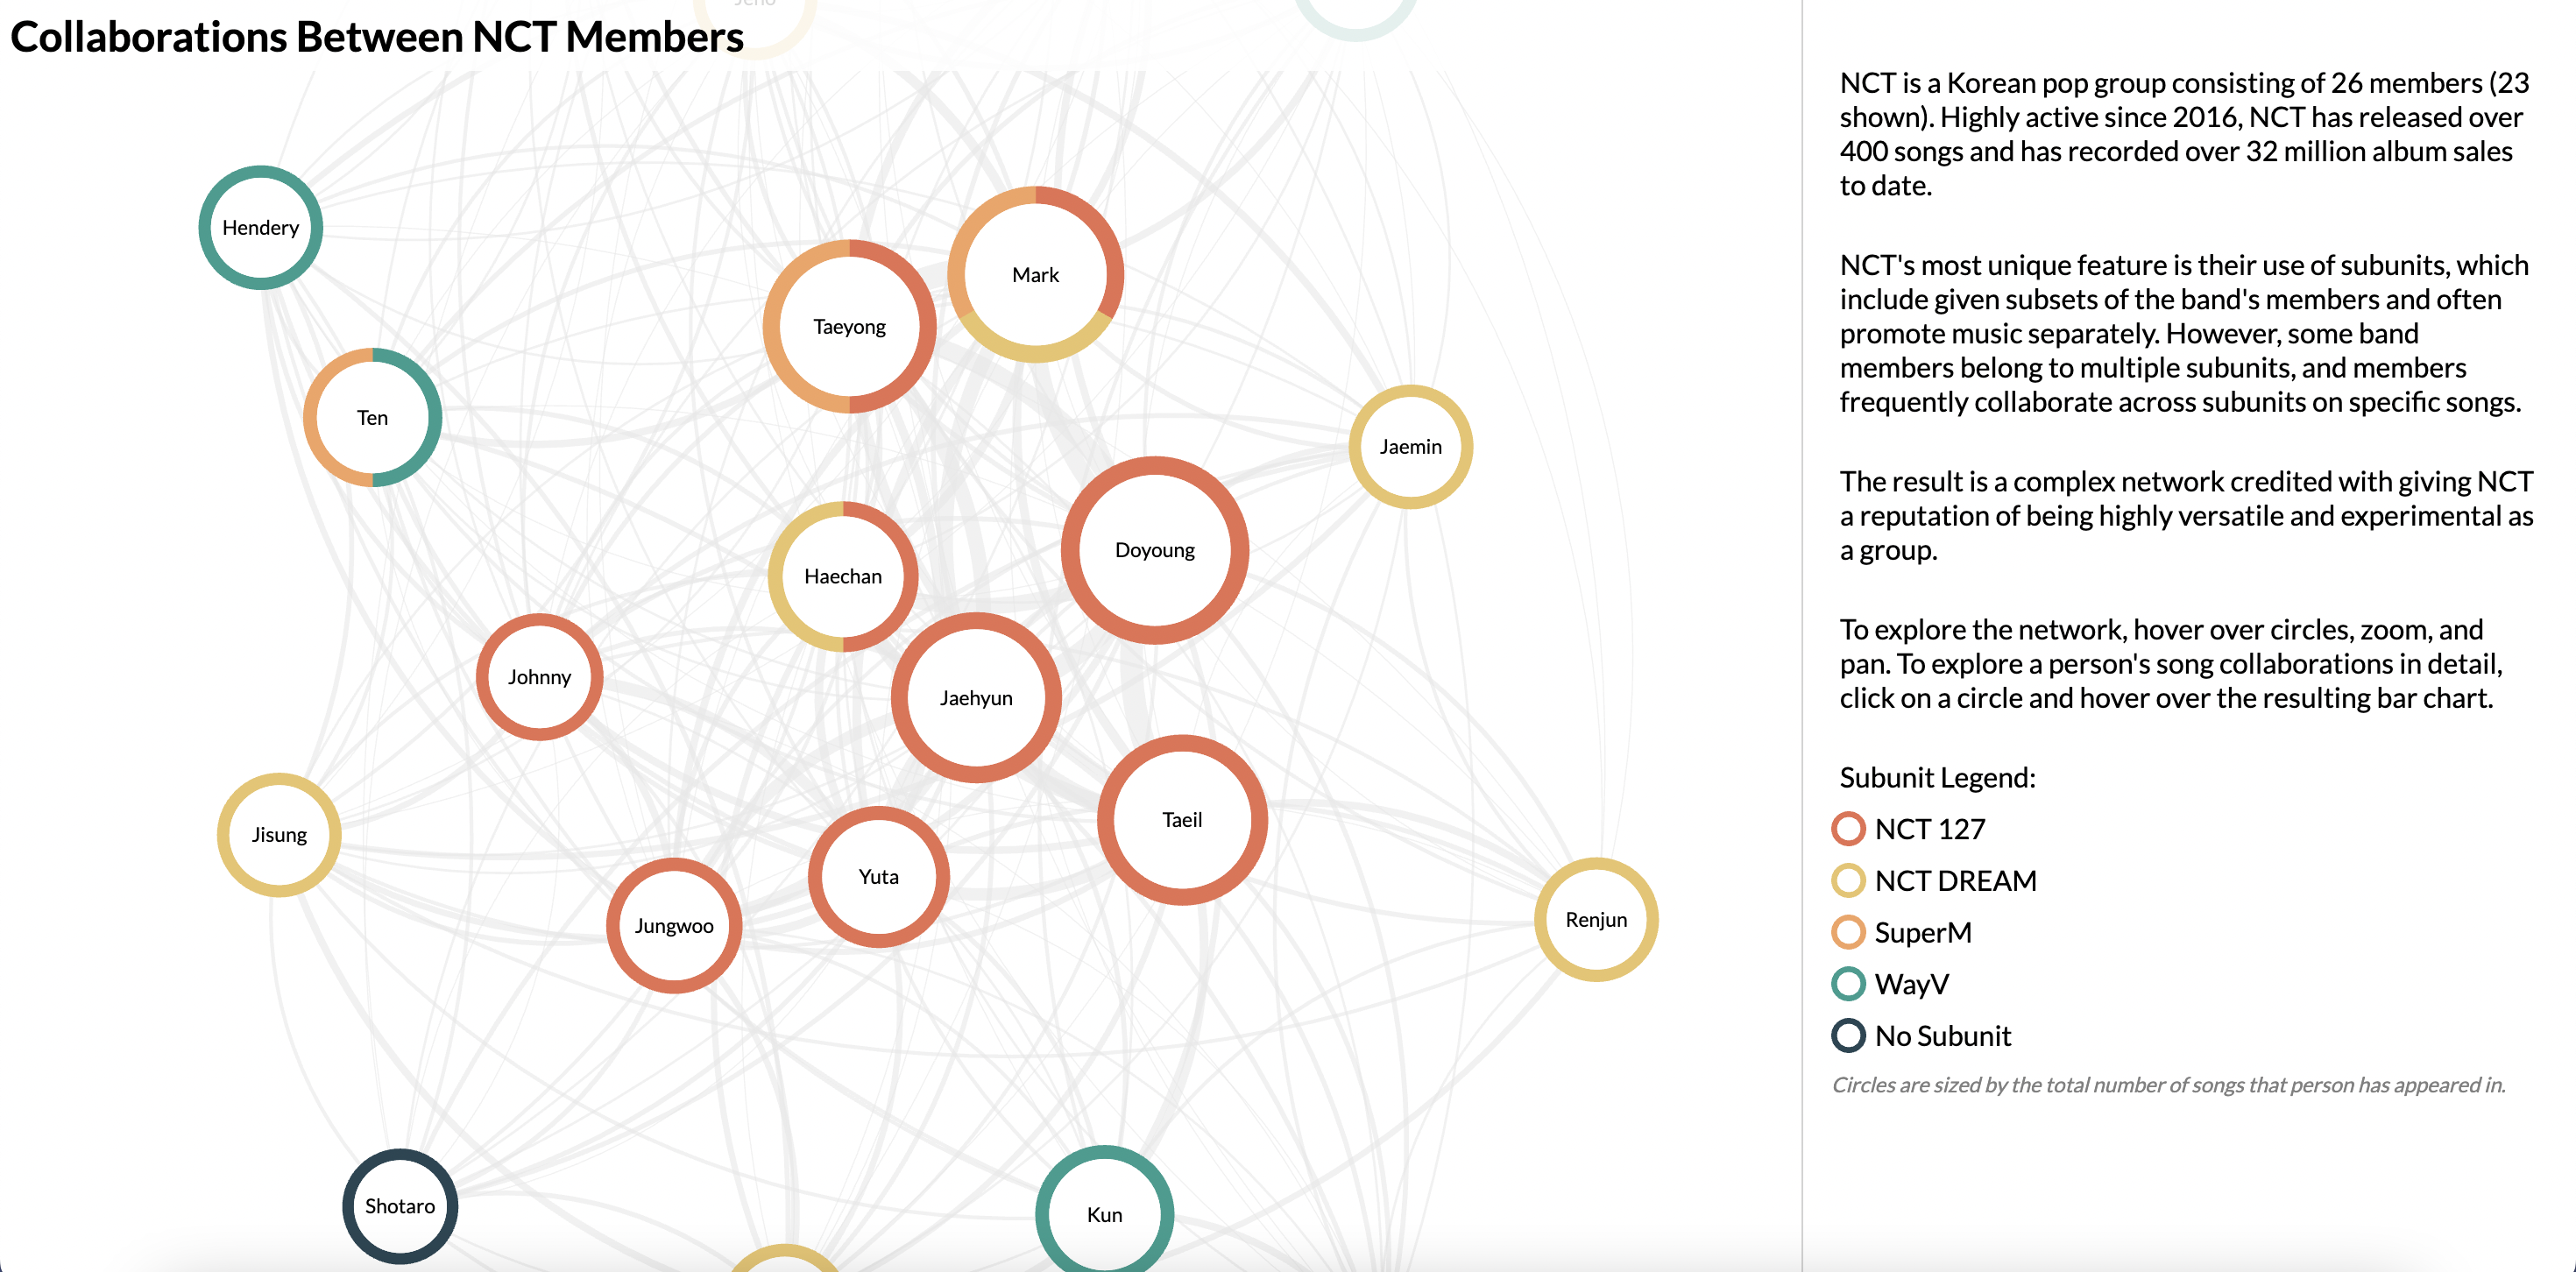 Jeno
Collaborations Between NCT Members
Hendery
Mark
Taeyong
Ten
Jaemin
Doyoung
Haechan
Johnny
Jaehyun
Taeil
Jisung
Yuta
Jungwoo
Renjun
Shotaro
Kun
NCT is a Korean pop group consisting of 26 members (23
shown). Highly active since 2016, NCT has released over
400 songs and has recorded over 32 million album sales
to date.
NCT's most unique feature is their use of subunits, which
include given subsets of the band's members and often
promote music separately. However, some band
members belong to multiple subunits, and members
frequently collaborate across subunits on specific songs.
The result is a complex network credited with giving NCT
a reputation of being highly versatile and experimental as
a group.
To explore the network, hover over circles, zoom, and
pan. To explore a person's song collaborations in detail,
click on a circle and hover over the resulting bar chart.
Subunit Legend:
NCT 127
NCT DREAM
SuperM
WayV
No Subunit
Circles are sized by the total number of songs that person has appeared in.